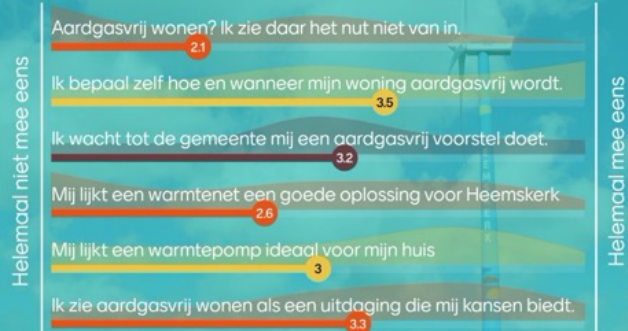 Helemaal niet mee eens
Aardgasvrij wonen? Ik zie daar het nut niet van in.
2.1
Ik bepaal zelf hoe en wanneer mijn woning aardgasvrij wordt.
3.5
Ik wacht tot de gemeente mij een aardgasvrij voorstel doet.
3.2
Mij lijkt een warmtenet een goede oplossing voor Heemskerk
2.6
Mij lijkt een warmtepomp ideaal voor mijn huis
3
Ik zie aardgasvrij wonen als een uitdaging die mij kansen biedt.
3.3
Helemaal mee eens